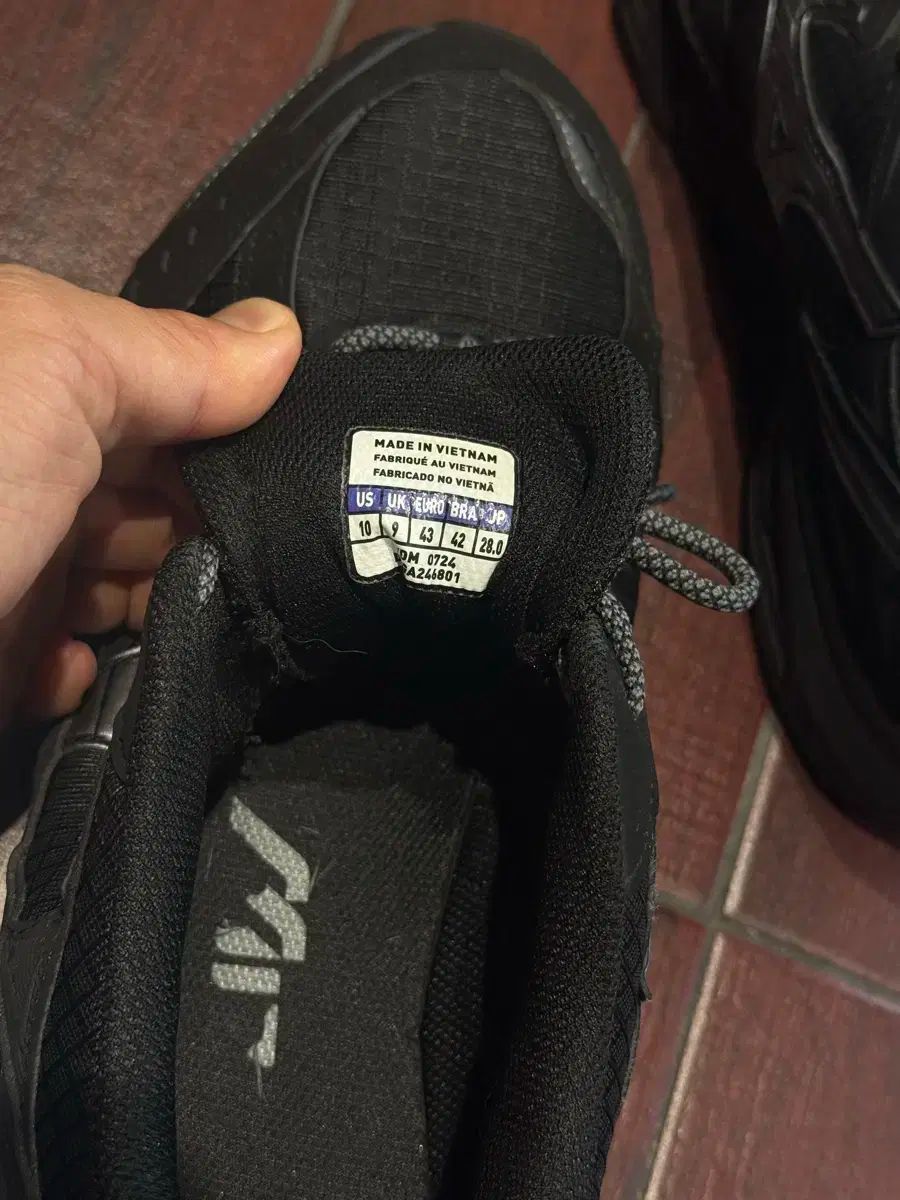 MADE IN VIETNAM
FABRIQUÉ AU VIETNAM
FABRICADO NO VIETNÃ
US UK EURO BRA JP
10 9 43 42 28.0
DM 0724
A246801